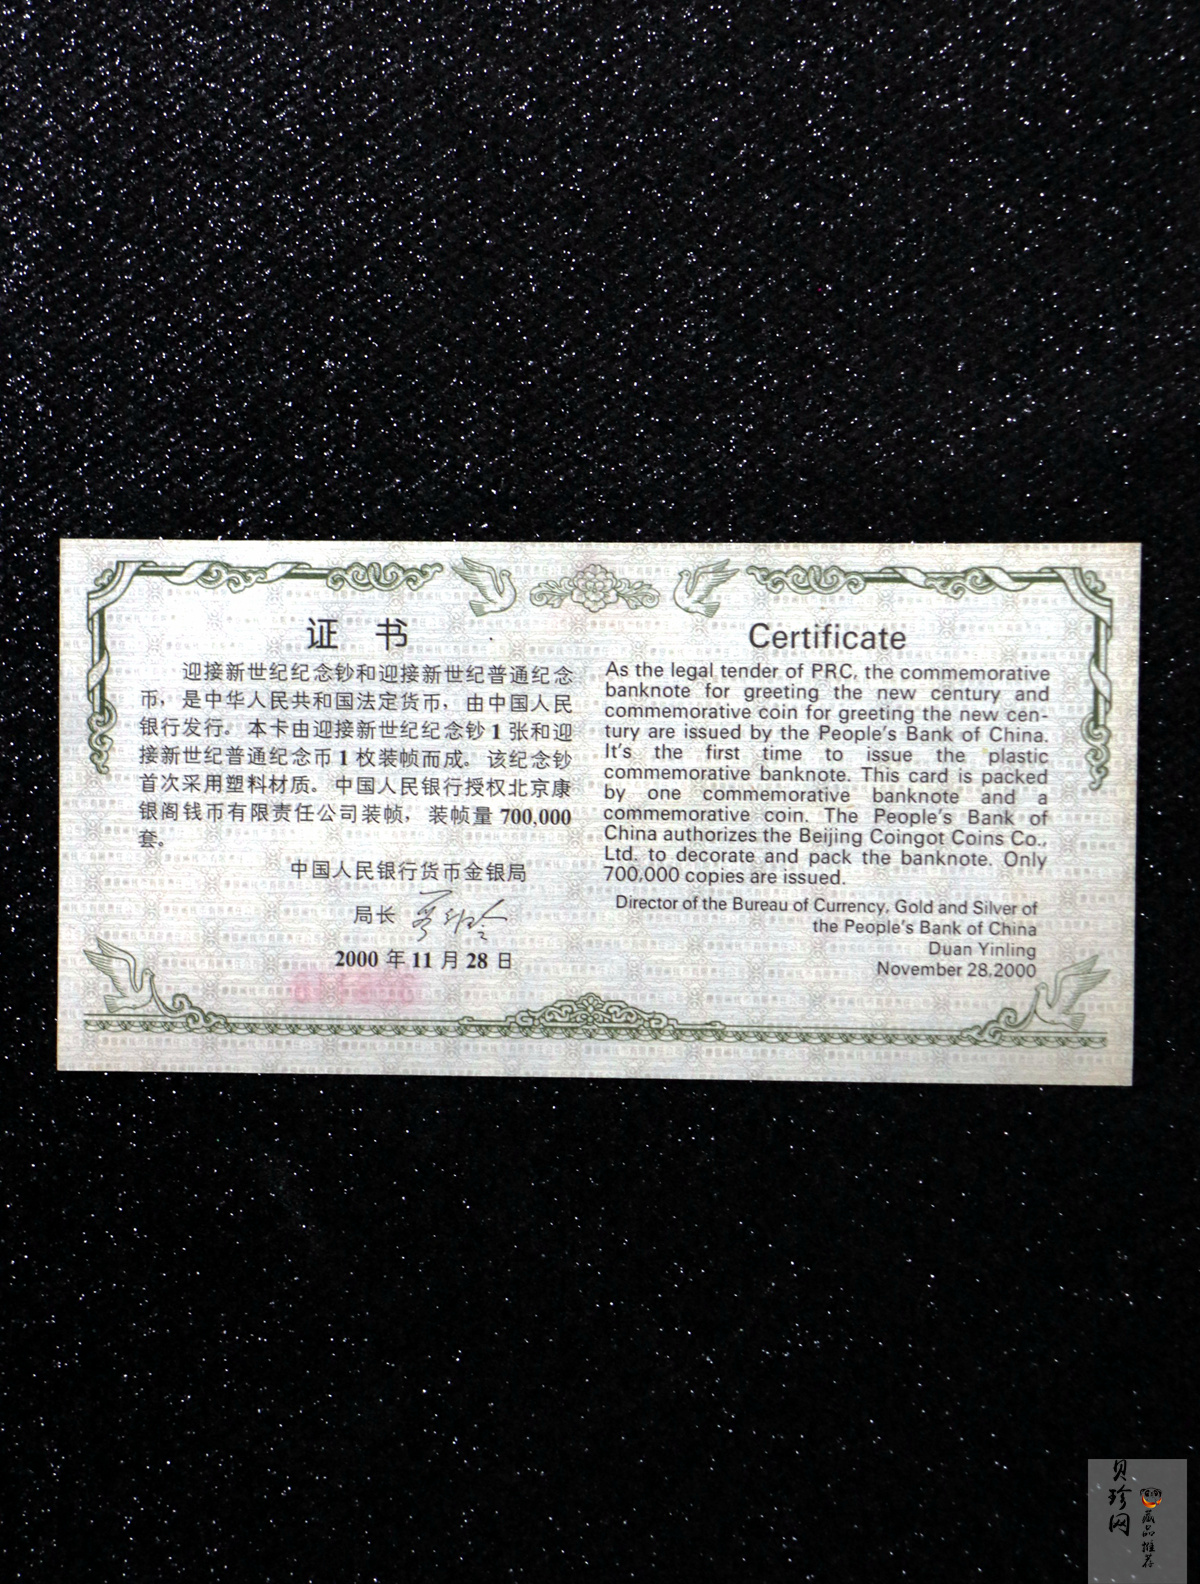 证 书
迎接新世纪纪念钞和迎接新世纪普通纪念
币，是中华人民共和国法定货币，由中国人民
银行发行。本卡由迎接新世纪纪念钞 1 张和迎
接新世纪普通纪念币 1 枚装帧而成。该纪念钞
首次采用塑料材质。中国人民银行授权北京康
银阁钱币有限责任公司装帧，装帧量 700,000
套。
中国人民银行货币金银局
局长
2000 年 11 月 28 日
Certificate
As the legal tender of PRC, the commemorative
banknote for greeting the new century and
commemorative coin for greeting the new cen-
tury are issued by the People's Bank of China.
It's the first time to issue the plastic
commemorative banknote. This card is packed
by one commemorative banknote and a
commemorative coin. The People's Bank of
China authorizes the Beijing Coingot Coins Co.,
Ltd. to decorate and pack the banknote. Only
700,000 copies are issued.
Director of the Bureau of Currency, Gold and Silver of
the People's Bank of China
Duan Yinling
November 28,2000
贝珍网
藏品推荐